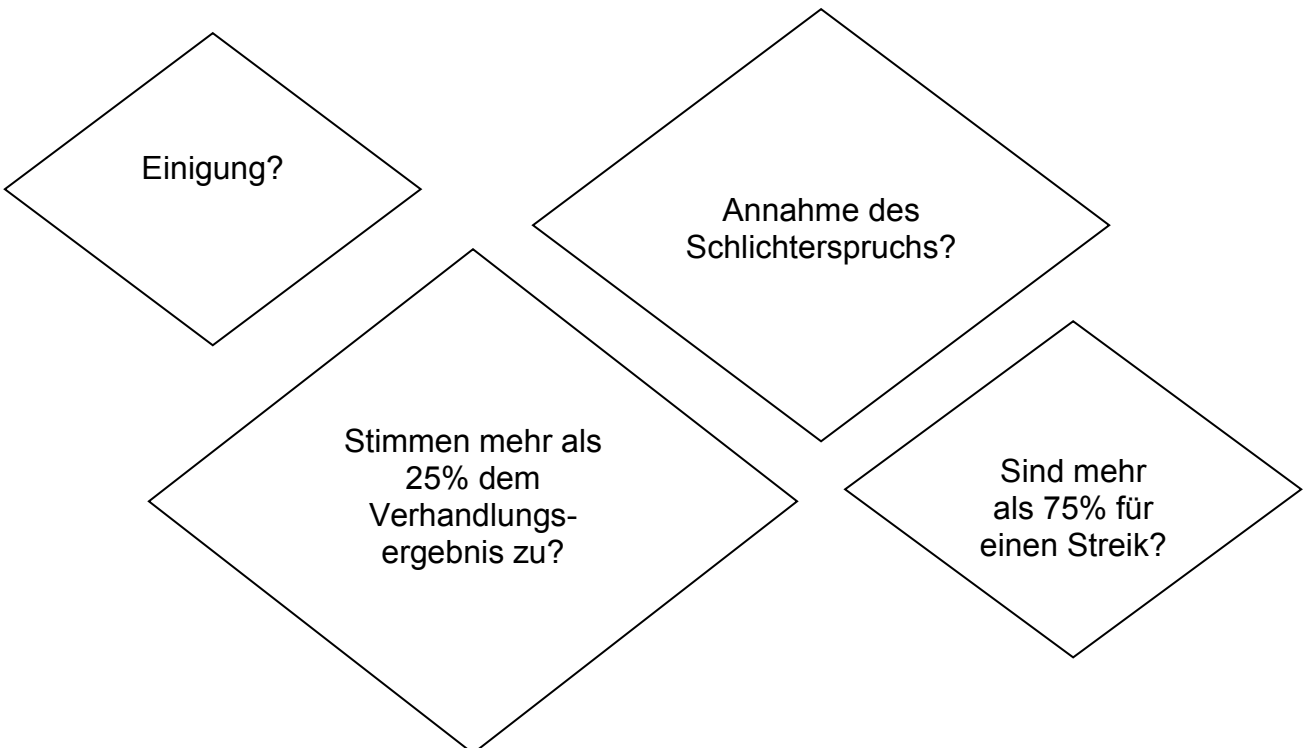 Einigung?
Annahme des
Schlichterspruchs?
Stimmen mehr als
25% dem
Verhandlungs-
ergebnis zu?
Sind mehr
als 75% für
einen Streik?